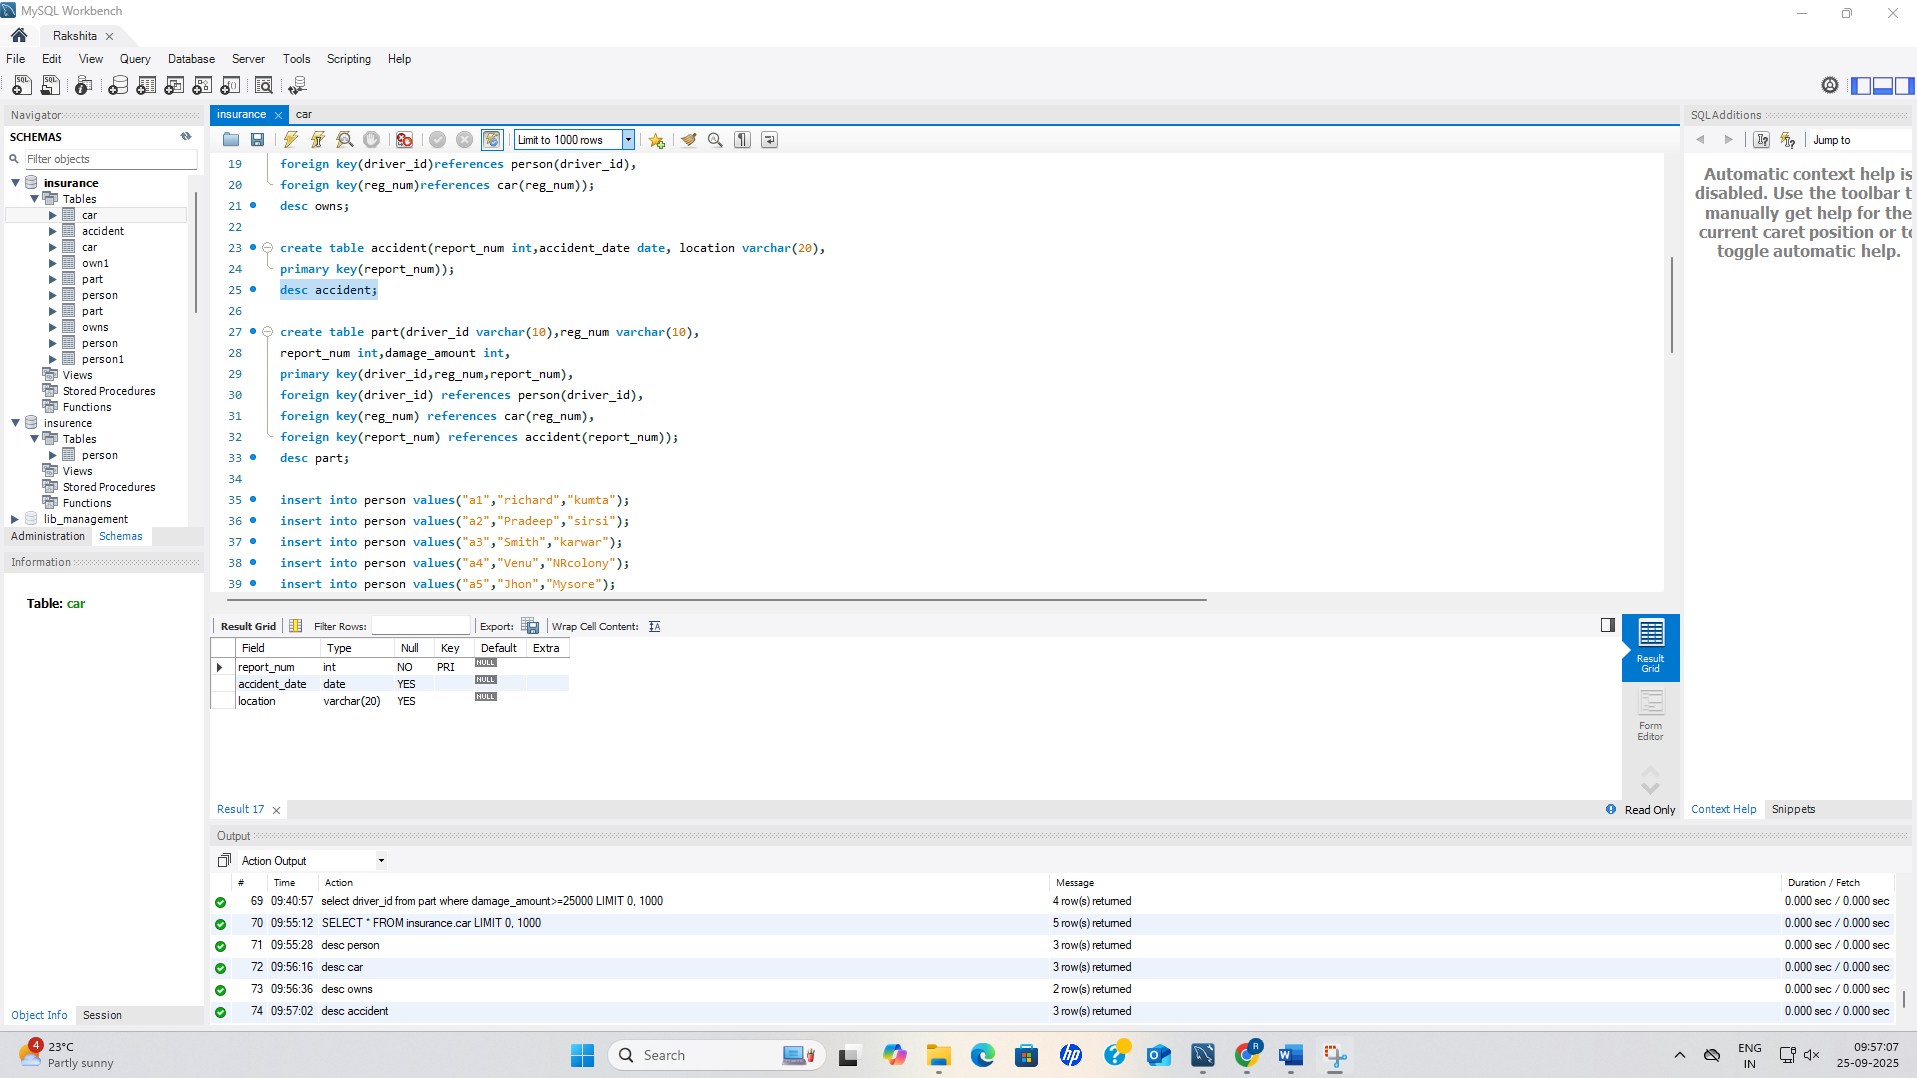 MySQL Workbench
Rakshita
File Edit View Query Database Server Tools Scripting Help
Navigator
SCHEMAS
Filter objects
insurance
Tables
car
accident
car
own1
part
person
part
owns
person
person1
Views
Stored Procedures
Functions
insurence
Tables
person
Views
Stored Procedures
Functions
lib_management
Administration Schemas
Information
Table: car
Object Info Session
insurance car
Limit to 1000 rows
19 foreign key(driver_id)references person(driver_id),
20 foreign key(reg_num)references car(reg_num));
21 desc owns;
22
23 create table accident(report_num int,accident_date date, location varchar(20),
24 primary key(report_num));
25 desc accident;
26
27 create table part(driver_id varchar(10),reg_num varchar(10),
28 report_num int,damage_amount int,
29 primary key(driver_id,reg_num,report_num),
30 foreign key(driver_id) references person(driver_id),
31 foreign key(reg_num) references car(reg_num),
32 foreign key(report_num) references accident(report_num));
33 desc part;
34
35 insert into person values("a1","richard","kumta");
36 insert into person values("a2","Pradeep","sirsi");
37 insert into person values("a3","Smith","karwar");
38 insert into person values("a4","Venu","NRcolony");
39 insert into person values("a5","Jhon","Mysore");
Result Grid Filter Rows: Export: Wrap Cell Content: IA
Field Type Null Key Default Extra
report_num int NO PRI NULL
accident_date date YES NULL
location varchar(20) YES NULL
Result Grid
Form Editor
Result 17
Read Only
SQLAdditions
Jump to
Automatic context help is
disabled. Use the toolbar t
manually get help for the
current caret position or to
toggle automatic help.
Context Help Snippets
Output
Action Output
# Time Action Message Duration / Fetch
69 09:40:57 select driver_id from part where damage_amount>=25000 LIMIT 0, 1000 4 row(s) returned 0.000 sec / 0.000 sec
70 09:55:12 SELECT * FROM insurance.car LIMIT 0, 1000 5 row(s) returned 0.000 sec / 0.000 sec
71 09:55:28 desc person 3 row(s) returned 0.000 sec / 0.000 sec
72 09:56:16 desc car 3 row(s) returned 0.000 sec / 0.000 sec
73 09:56:36 desc owns 2 row(s) returned 0.000 sec / 0.000 sec
74 09:57:02 desc accident 3 row(s) returned 0.000 sec / 0.000 sec
4
23°C
Partly sunny
Search
ENG
IN
09:57:07
25-09-2025